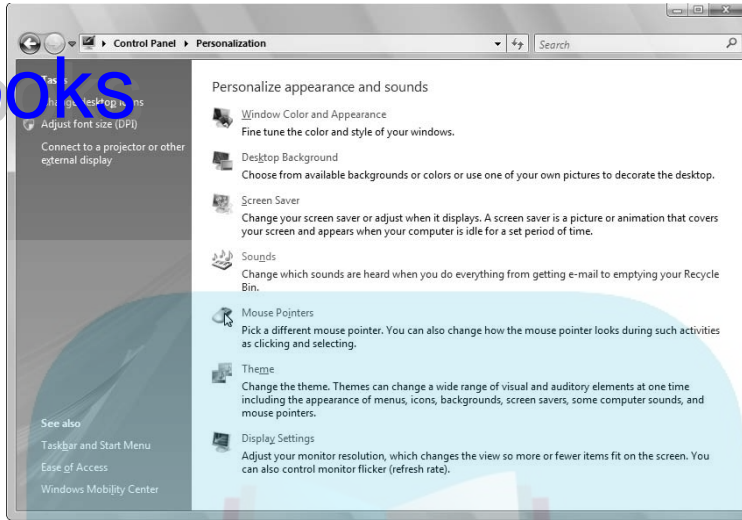 Control Panel ▸ Personalization
Search
ooks
Tasks
Change desktop icons
Adjust font size (DPI)
Connect to a projector or other
external display
See also
Taskbar and Start Menu
Ease of Access
Windows Mobility Center
Personalize appearance and sounds
Window Color and Appearance
Fine tune the color and style of your windows.
Desktop Background
Choose from available backgrounds or colors or use one of your own pictures to decorate the desktop.
Screen Saver
Change your screen saver or adjust when it displays. A screen saver is a picture or animation that covers
your screen and appears when your computer is idle for a set period of time.
Sounds
Change which sounds are heard when you do everything from getting e-mail to emptying your Recycle
Bin.
Mouse Pointers
Pick a different mouse pointer. You can also change how the mouse pointer looks during such activities
as clicking and selecting.
Theme
Change the theme. Themes can change a wide range of visual and auditory elements at one time
including the appearance of menus, icons, backgrounds, screen savers, some computer sounds, and
mouse pointers.
Display Settings
Adjust your monitor resolution, which changes the view so more or fewer items fit on the screen. You
can also control monitor flicker (refresh rate).